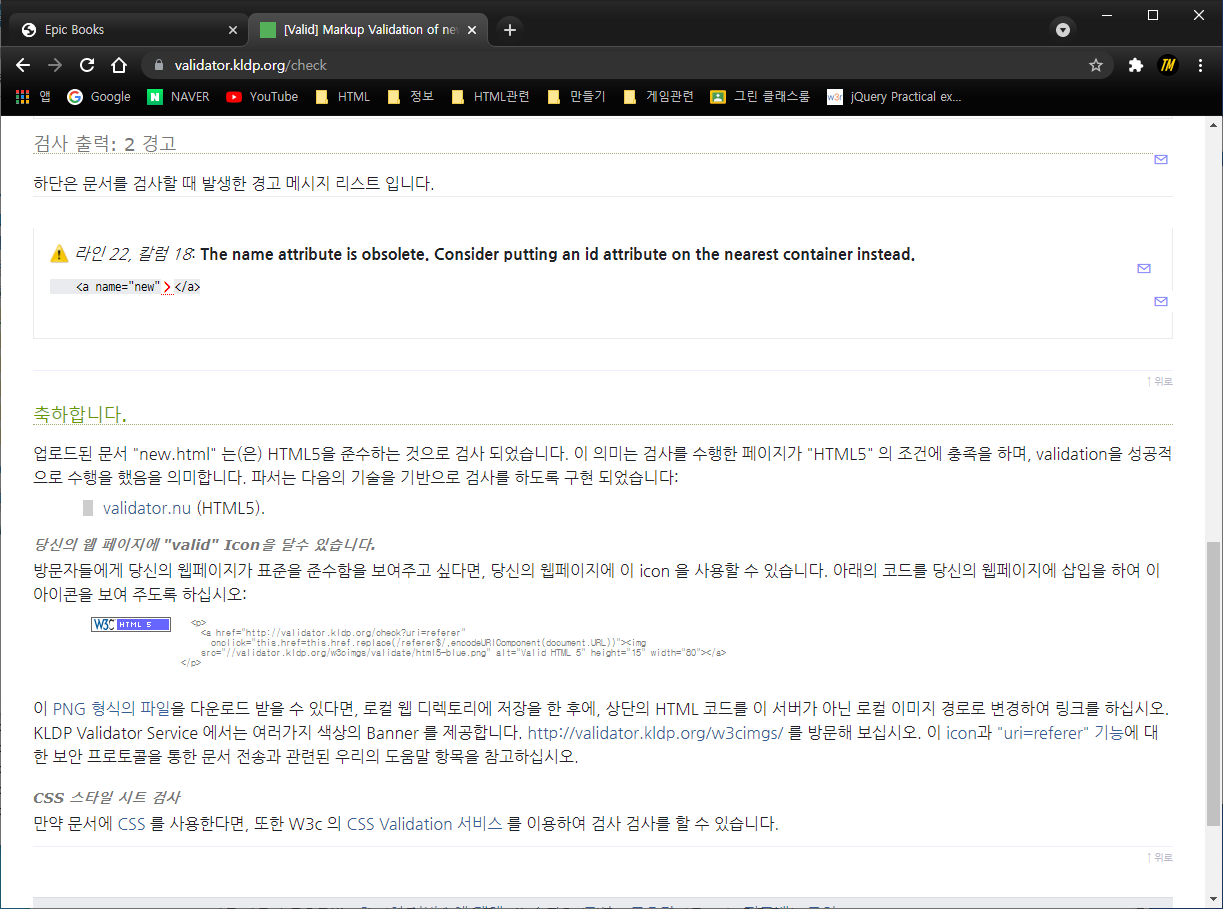 Epic Books
[Valid] Markup Validation of new
validator.kldp.org/check
TM
앱 Google NAVER YouTube HTML 정보 HTML관련 만들기 게임관련 그린 클래스룸 jQuery Practical ex...
검사 출력: 2 경고
하단은 문서를 검사할 때 발생한 경고 메시지 리스트 입니다.
라인 22, 칼럼 18: The name attribute is obsolete. Consider putting an id attribute on the nearest container instead.
<a name="new"></a>
↑위로
축하합니다.
업로드된 문서 "new.html" 는(은) HTML5을 준수하는 것으로 검사 되었습니다. 이 의미는 검사를 수행한 페이지가 "HTML5" 의 조건에 충족을 하며, validation을 성공적
으로 수행을 했음을 의미합니다. 파서는 다음의 기술을 기반으로 검사를 하도록 구현 되었습니다:
validator.nu (HTML5).
당신의 웹 페이지에 "valid" Icon을 달수 있습니다.
방문자들에게 당신의 웹페이지가 표준을 준수함을 보여주고 싶다면, 당신의 웹페이지에 이 icon 을 사용할 수 있습니다. 아래의 코드를 당신의 웹페이지에 삽입을 하여 이
아이콘을 보여 주도록 하십시오:
W3C HTML 5
<p>
<a href="http://validator.kldp.org/check?uri=referer"
onclick="this.href=this.href.replace(/referer$/,encodeURIComponent(document.URL))"><img
src="//validator.kldp.org/w3cimgs/validate/html5-blue.png" alt="Valid HTML 5" height="15" width="80"></a>
</p>
이 PNG 형식의 파일을 다운로드 받을 수 있다면, 로컬 웹 디렉토리에 저장을 한 후에, 상단의 HTML 코드를 이 서버가 아닌 로컬 이미지 경로로 변경하여 링크를 하십시오.
KLDP Validator Service 에서는 여러가지 색상의 Banner 를 제공합니다. http://validator.kldp.org/w3cimgs/ 를 방문해 보십시오. 이 icon과 "uri=referer" 기능에 대
한 보안 프로토콜을 통한 문서 전송과 관련된 우리의 도움말 항목을 참고하십시오.
CSS 스타일 시트 검사
만약 문서에 CSS 를 사용한다면, 또한 W3c 의 CSS Validation 서비스 를 이용하여 검사 검사를 할 수 있습니다.
↑위로